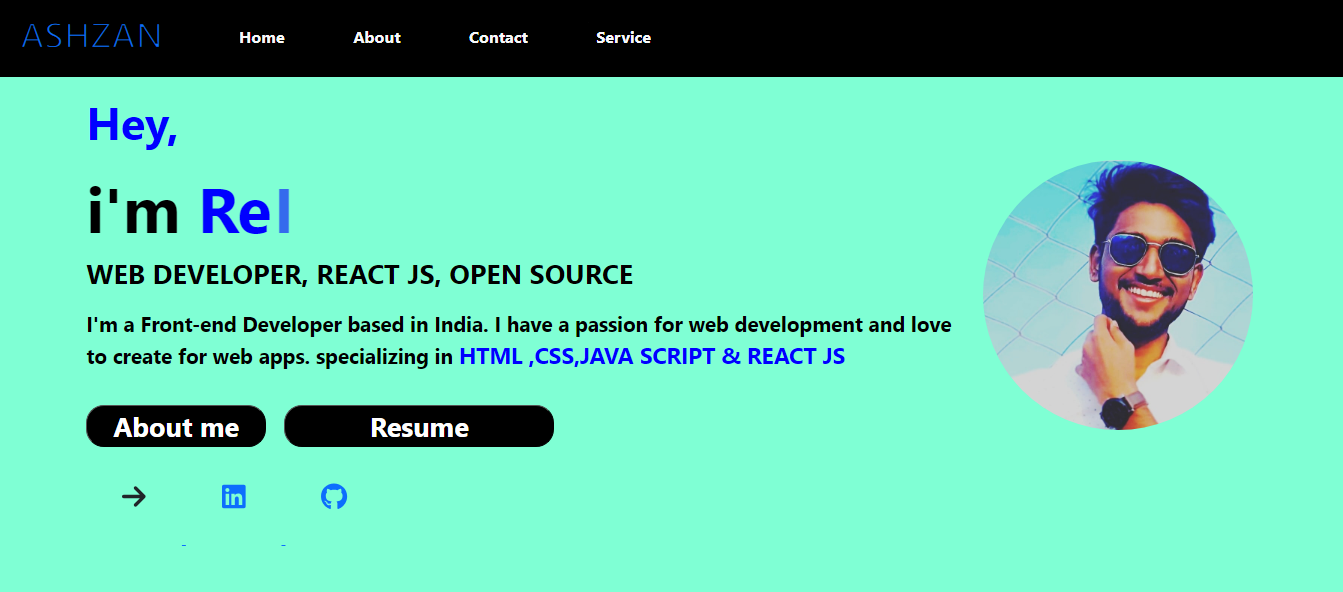 ASHZAN Home About Contact Service
Hey,
i'm Re
WEB DEVELOPER, REACT JS, OPEN SOURCE
I'm a Front-end Developer based in India. I have a passion for web development and love
to create for web apps. specializing in HTML ,CSS,JAVA SCRIPT & REACT JS
About me Resume
in